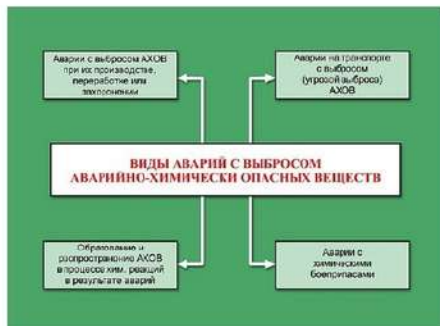 Аварии с выбросом АХОВ
при их производстве,
переработке или
захоронении
Аварии на транспорте
с выбросом
(угрозой выброса)
АХОВ
ВИДЫ АВАРИЙ С ВЫБРОСОМ
АВАРИЙНО-ХИМИЧЕСКИ ОПАСНЫХ ВЕЩЕСТВ
Образование и
распространение АХОВ
в процессе хим. реакций
в результате аварий
Аварии с
химическими
боеприпасами